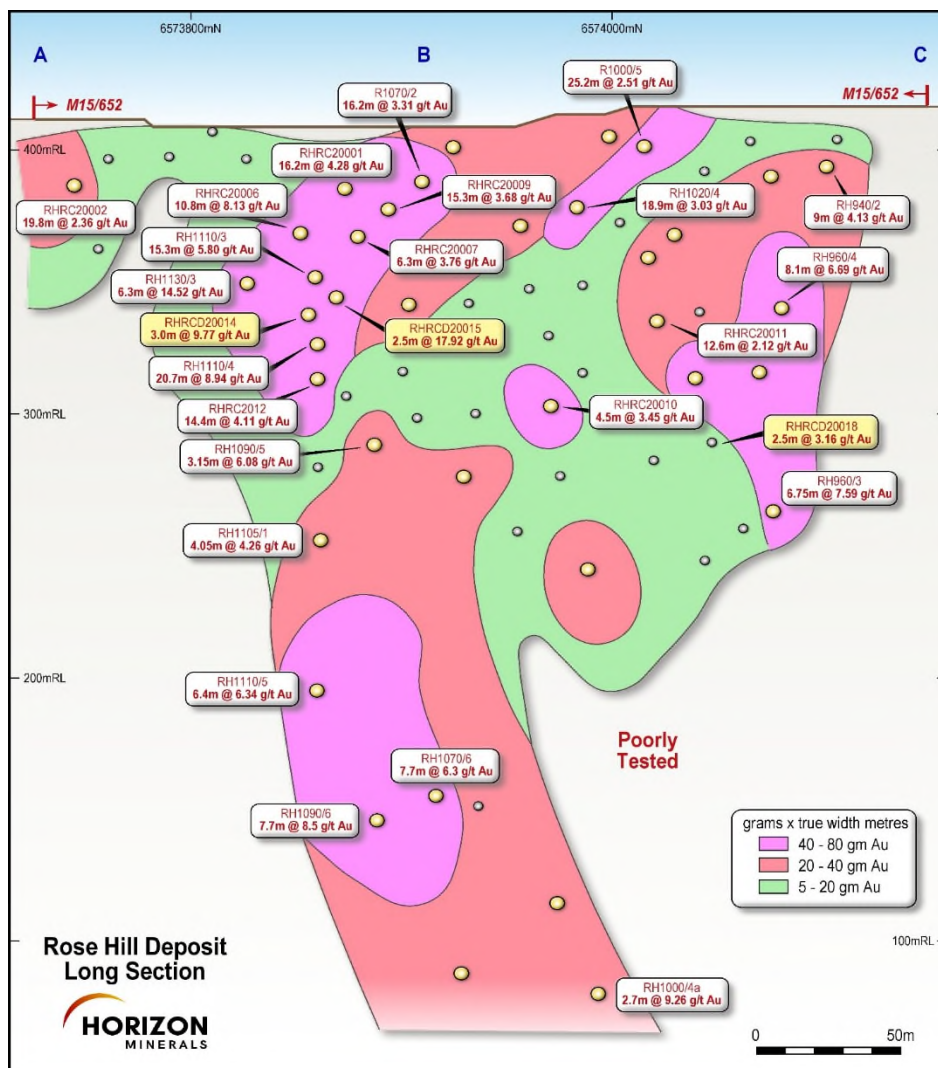 6573800mN
6574000mN
A
B
C
M15/652
M15/652
R1000/5
25.2m @ 2.51 g/t Au
R1070/2
16.2m @ 3.31 g/t Au
400mRL
RHRC20001
16.2m @ 4.28 g/t Au
RHRC20009
15.3m @ 3.68 g/t Au
RHRC20006
10.8m @ 8.13 g/t Au
RH1020/4
18.9m @ 3.03 g/t Au
RH940/2
9m @ 4.13 g/t Au
RHRC20002
19.8m @ 2.36 g/t Au
RH1110/3
15.3m @ 5.80 g/t Au
RHRC20007
6.3m @ 3.76 g/t Au
RH960/4
8.1m @ 6.69 g/t Au
RH1130/3
6.3m @ 14.52 g/t Au
RHRCD20014
3.0m @ 9.77 g/t Au
RHRCD20015
2.5m @ 17.92 g/t Au
RHRC20011
12.6m @ 2.12 g/t Au
RH1110/4
20.7m @ 8.94 g/t Au
RHRC2012
14.4m @ 4.11 g/t Au
300mRL
RHRC20010
4.5m @ 3.45 g/t Au
RHRCD20018
2.5m @ 3.16 g/t Au
RH1090/5
3.15m @ 6.08 g/t Au
RH960/3
6.75m @ 7.59 g/t Au
RH1105/1
4.05m @ 4.26 g/t Au
200mRL
RH1110/5
6.4m @ 6.34 g/t Au
Poorly
Tested
RH1070/6
7.7m @ 6.3 g/t Au
RH1090/6
7.7m @ 8.5 g/t Au
grams x true width metres
40 - 80 gm Au
20 - 40 gm Au
5 - 20 gm Au
100mRL
Rose Hill Deposit
Long Section
HORIZON
MINERALS
RH1000/4a
2.7m @ 9.26 g/t Au
0
50m